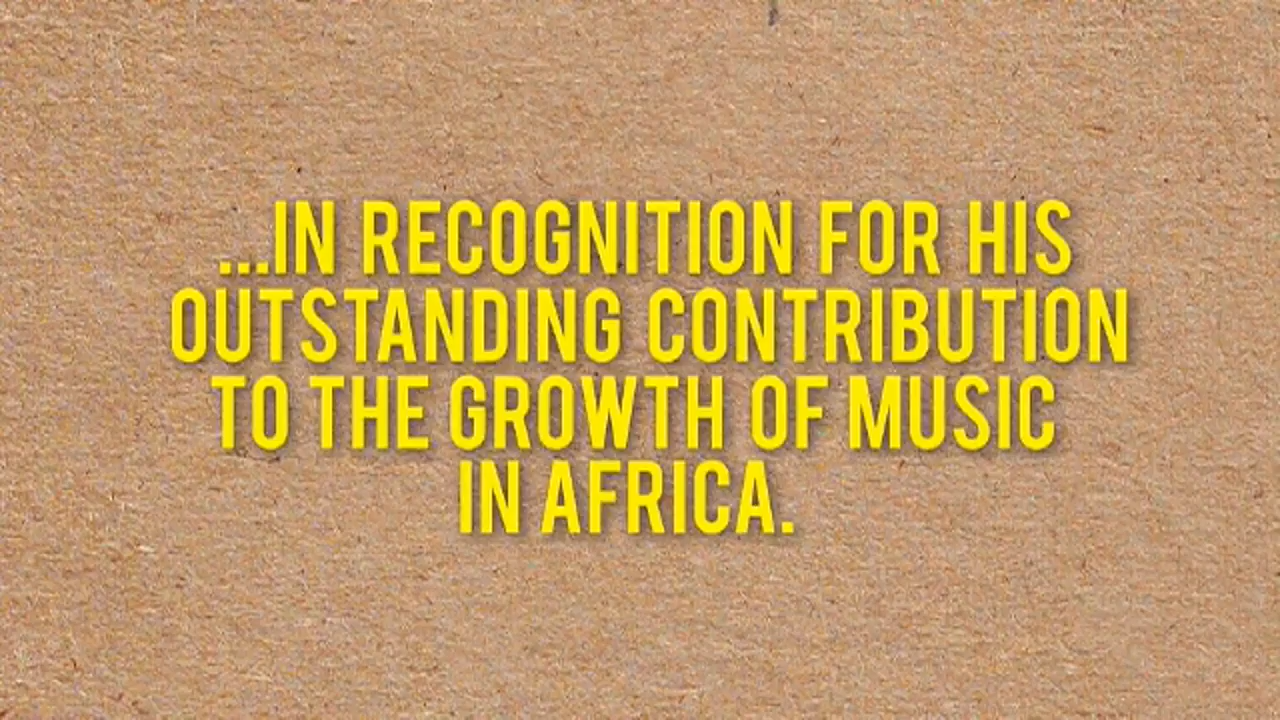 ...IN RECOGNITION FOR HIS
OUTSTANDING CONTRIBUTION
TO THE GROWTH OF MUSIC
IN AFRICA.